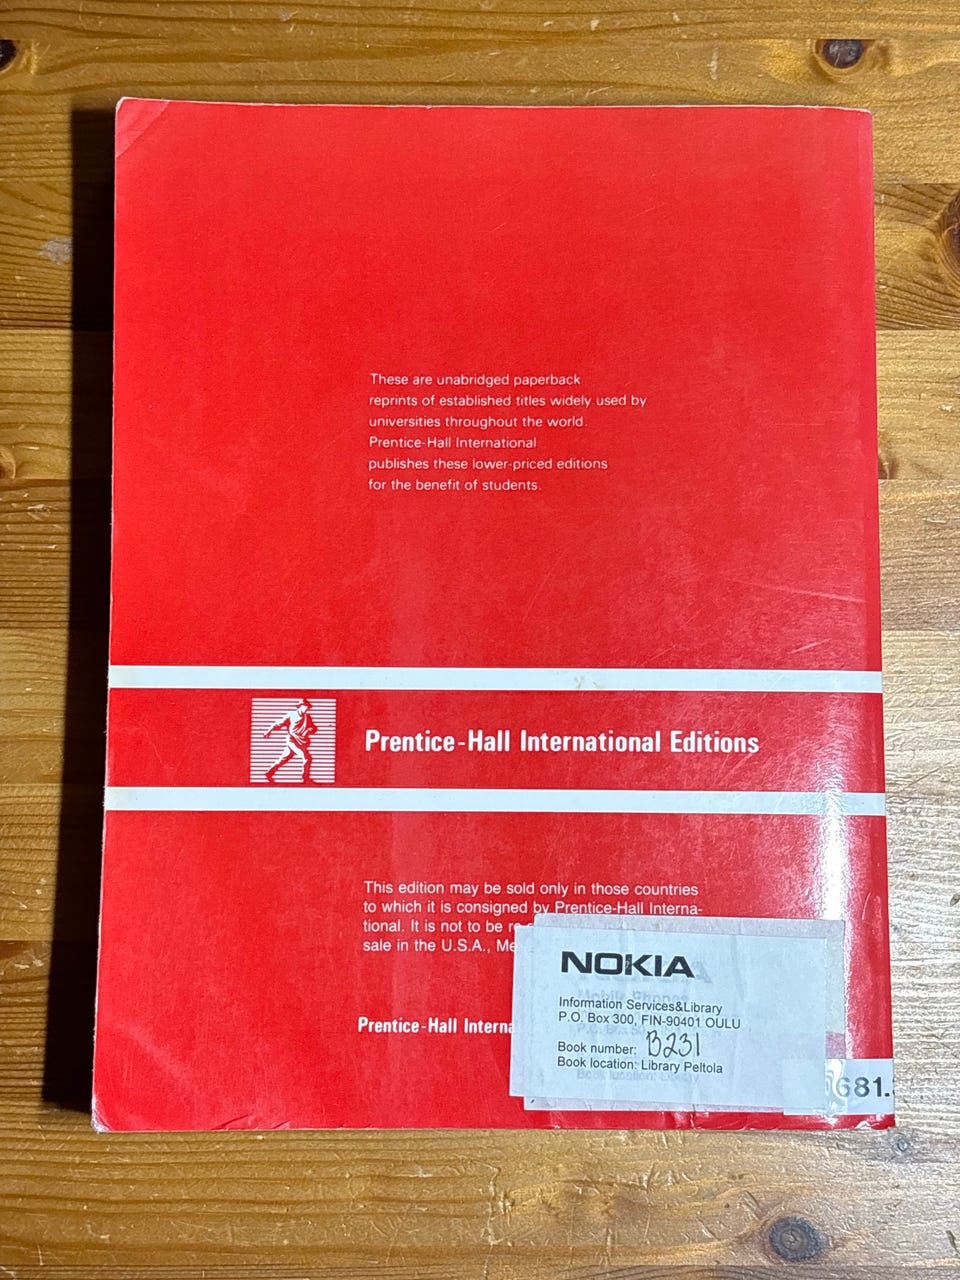 These are unabridged paperback
reprints of established titles widely used by
universities throughout the world.
Prentice-Hall International
publishes these lower-priced editions
for the benefit of students.
Prentice-Hall International Editions
This edition may be sold only in those countries
to which it is consigned by Prentice-Hall Interna-
tional. It is not to be
sale in the U.S.A.,
Prentice-Hall
NOKIA
Information Services&Library
P.O. Box 300, FIN-90401 OULU
Book number: B231
Book location: Library Peltola
681.